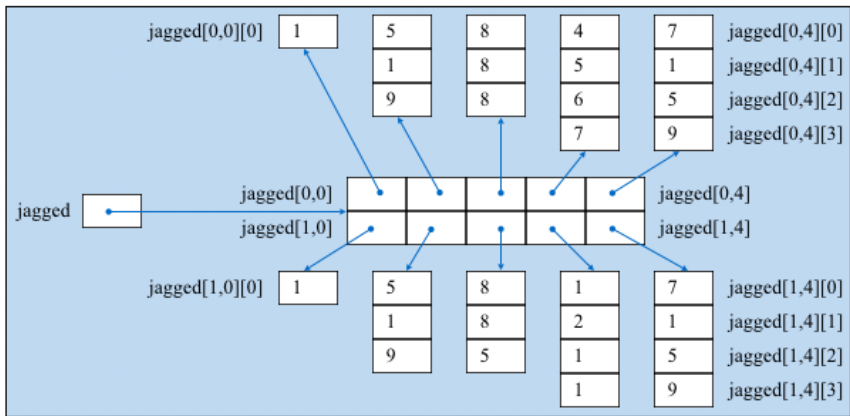 jagged[0,0][0] 1 5 8 4 7 jagged[0,4][0]
1 8 5 1 jagged[0,4][1]
9 8 6 5 jagged[0,4][2]
7 9 jagged[0,4][3]
jagged[0,0] jagged[0,4]
jagged
jagged[1,0] jagged[1,4]
jagged[1,0][0] 1 5 8 1 7 jagged[1,4][0]
1 8 2 1 jagged[1,4][1]
9 5 1 5 jagged[1,4][2]
1 9 jagged[1,4][3]